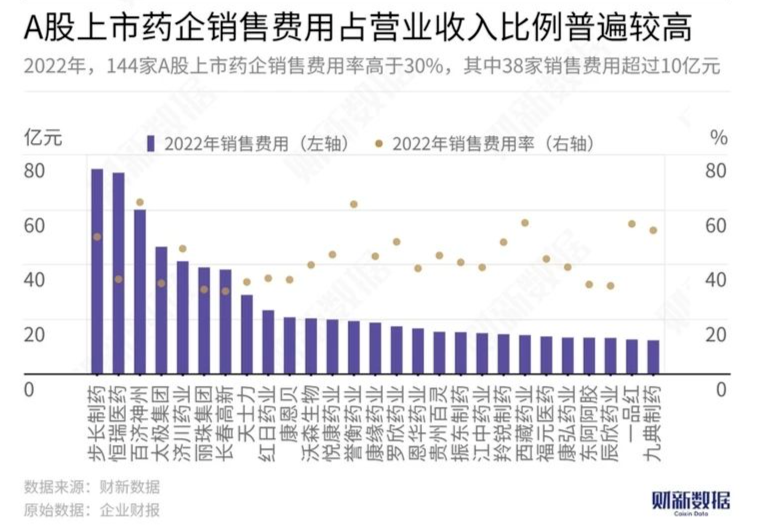 A股上市药企销售费用占营业收入比例普遍较高
2022年，144家A股上市药企销售费用率高于30%，其中38家销售费用超过10亿元
亿元
2022年销售费用（左轴）
2022年销售费用率（右轴）
%
80
60
40
20
0
80
60
40
20
0
步长制药
恒瑞医药
百济神州
太极集团
济川药业
丽珠集团
长春高新
天士力
红日药业
康恩贝
沃森生物
悦康药业
誉衡药业
康缘药业
罗欣药业
恩华药业
贵州百灵
振东制药
江中药业
羚锐制药
西藏药业
福元医药
康弘药业
东阿阿胶
辰欣药业
一品红
九典制药
数据来源：财新数据
原始数据：企业财报
财新数据
Caixin Data
财新数据